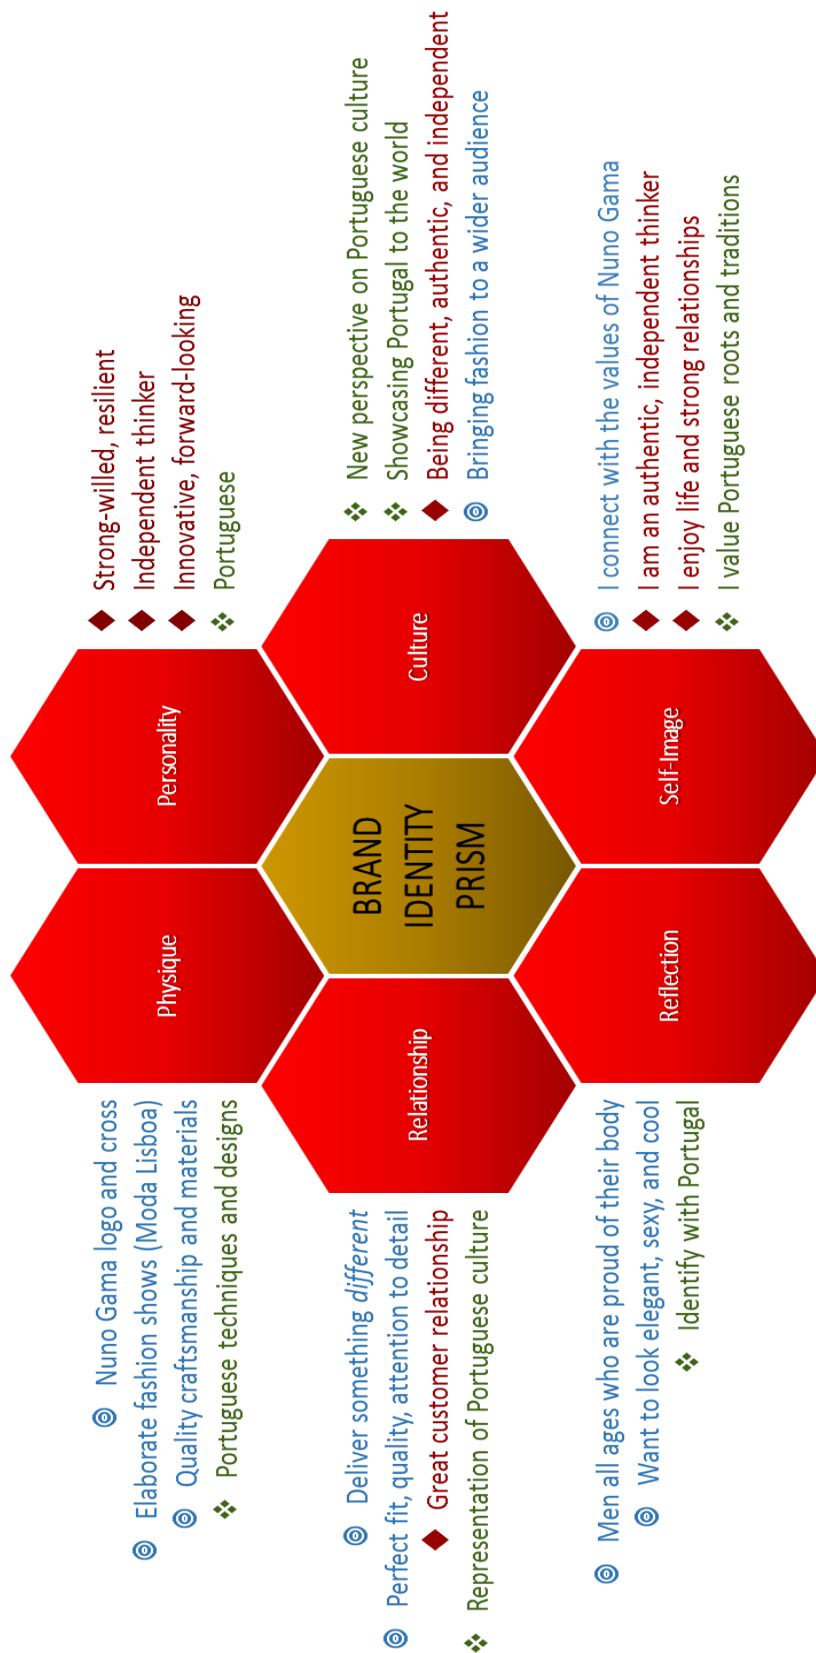 Nuno Gama logo and cross
Elaborate fashion shows (Moda Lisboa)
Quality craftsmanship and materials
Portuguese techniques and designs
Physique
Personality
Strong-willed, resilient
Independent thinker
Innovative, forward-looking
Portuguese
Deliver something different
Perfect fit, quality, attention to detail
Great customer relationship
Representation of Portuguese culture
Relationship
BRAND
IDENTITY
PRISM
Culture
New perspective on Portuguese culture
Showcasing Portugal to the world
Being different, authentic, and independent
Bringing fashion to a wider audience
Men all ages who are proud of their body
Want to look elegant, sexy, and cool
Identify with Portugal
Reflection
Self-Image
I connect with the values of Nuno Gama
I am an authentic, independent thinker
I enjoy life and strong relationships
I value Portuguese roots and traditions